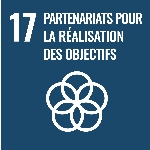 17 PARTENARIATS POUR
LA RÉALISATION
DES OBJECTIFS